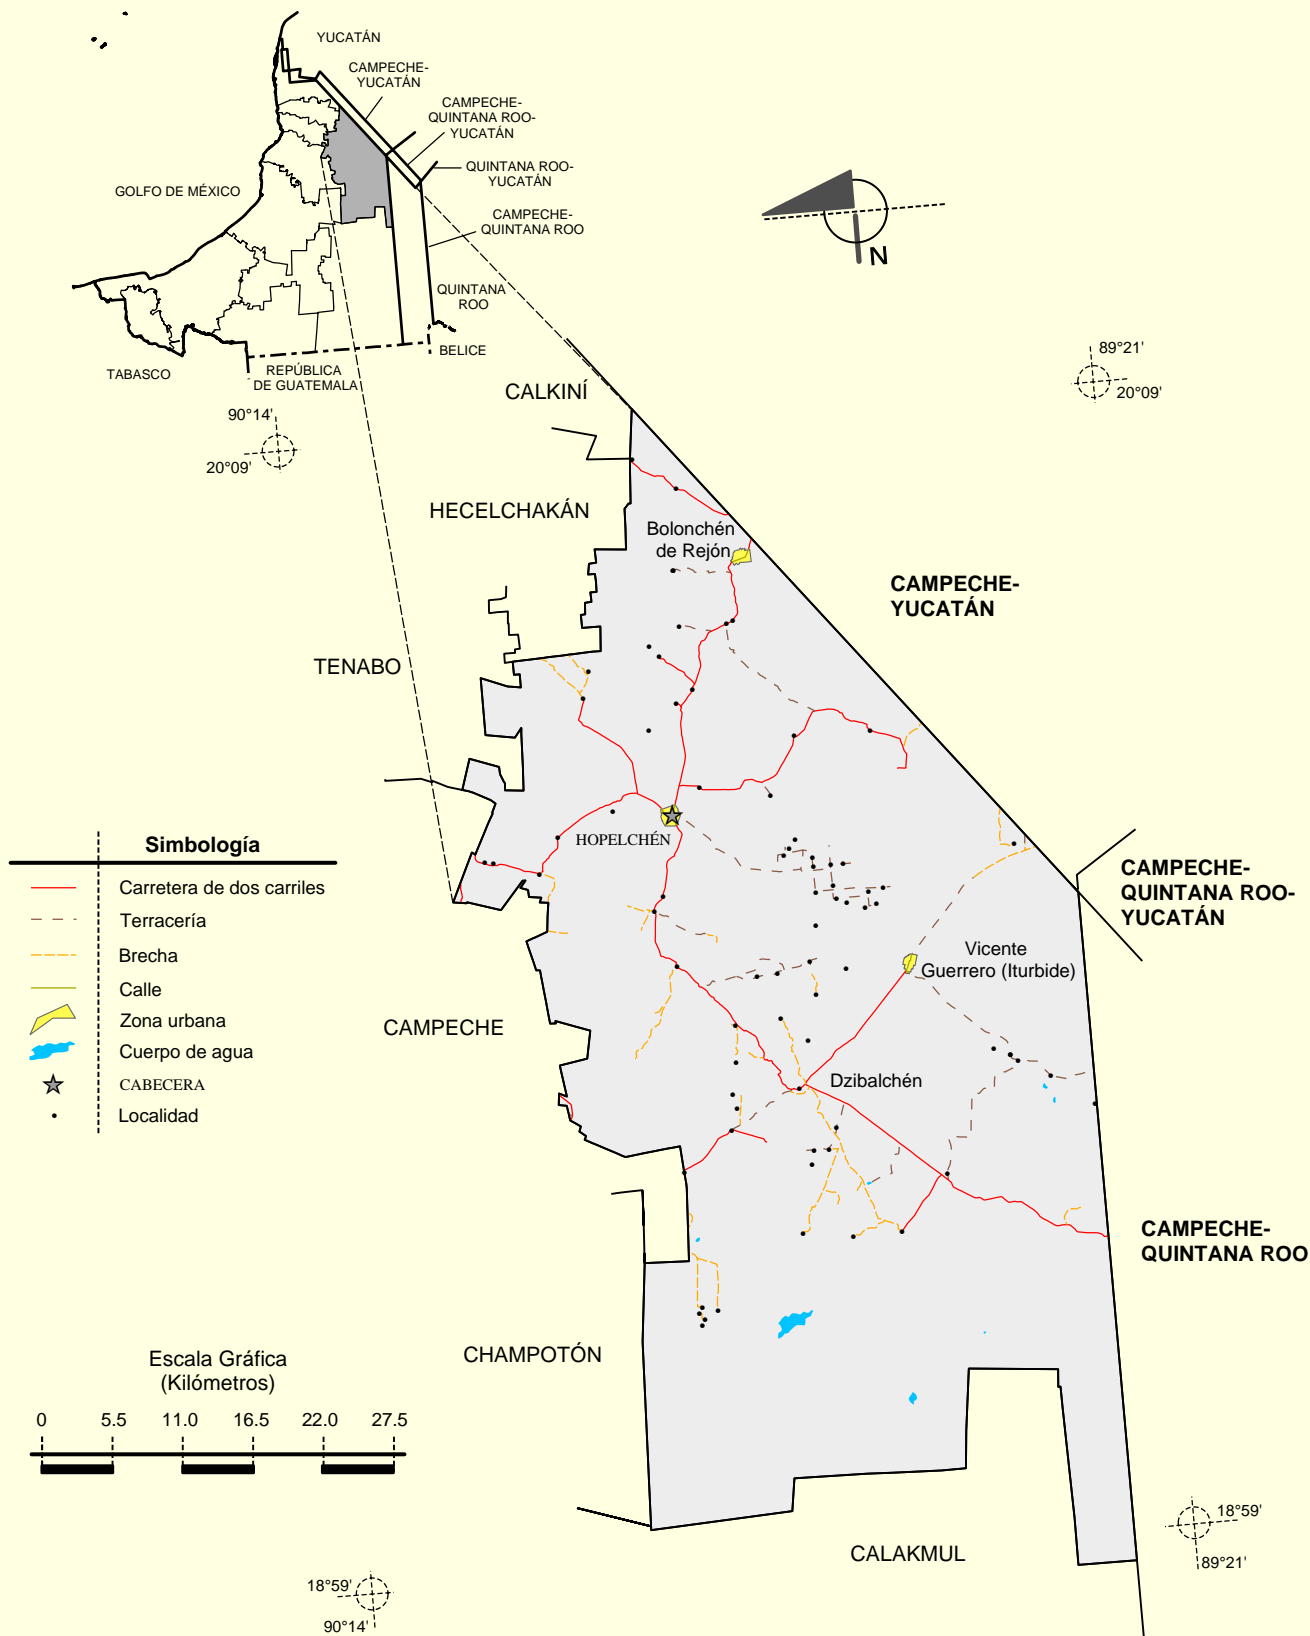 YUCATÁN
CAMPECHE-
YUCATÁN
CAMPECHE-
QUINTANA ROO-
YUCATÁN
QUINTANA ROO-
YUCATÁN
GOLFO DE MÉXICO
CAMPECHE-
QUINTANA ROO
QUINTANA
ROO
BELICE
REPÚBLICA
DE GUATEMALA
TABASCO
N
90°14'
20°09'
89°21'
20°09'
CALKINÍ
HECELCHAKÁN
Bolonchén
de Rejón
CAMPECHE-
YUCATÁN
TENABO
HOPELCHÉN
CAMPECHE-
QUINTANA ROO-
YUCATÁN
Vicente
Guerrero (Iturbide)
CAMPECHE
Dzibalchén
CAMPECHE-
QUINTANA ROO
CHAMPOTÓN
CALAKMUL
Simbología
Carretera de dos carriles
Terracería
Brecha
Calle
Zona urbana
Cuerpo de agua
CABECERA
Localidad
Escala Gráfica
(Kilómetros)
0 5.5 11.0 16.5 22.0 27.5
18°59'
90°14'
18°59'
89°21'